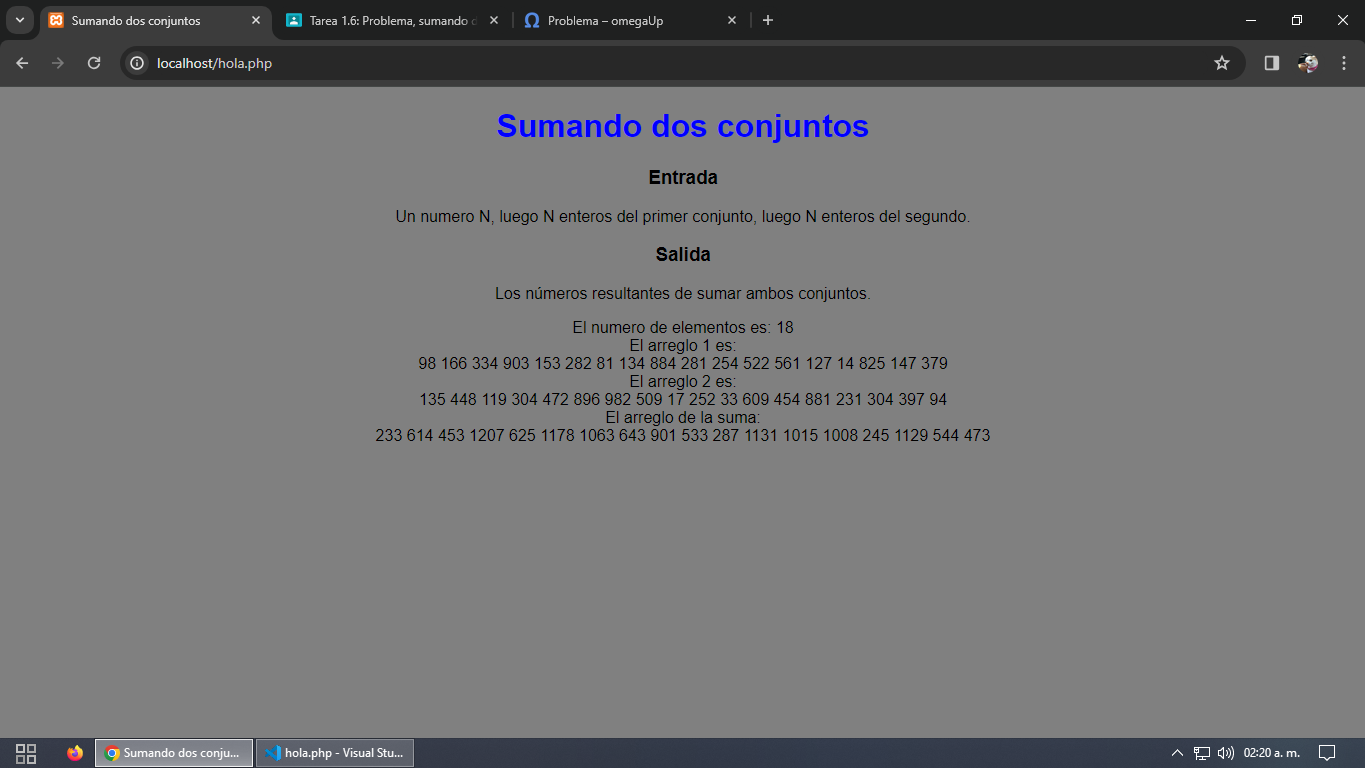 Sumando dos conjuntos
Tarea 1.6: Problema, sumando d
Problema – omegaUp
localhost/hola.php
Sumando dos conjuntos
Entrada
Un numero N, luego N enteros del primer conjunto, luego N enteros del segundo.
Salida
Los números resultantes de sumar ambos conjuntos.
El numero de elementos es: 18
El arreglo 1 es:
98 166 334 903 153 282 81 134 884 281 254 522 561 127 14 825 147 379
El arreglo 2 es:
135 448 119 304 472 896 982 509 17 252 33 609 454 881 231 304 397 94
El arreglo de la suma:
233 614 453 1207 625 1178 1063 643 901 533 287 1131 1015 1008 245 1129 544 473
Sumando dos conju...
hola.php - Visual Stu...
02:20 a. m.